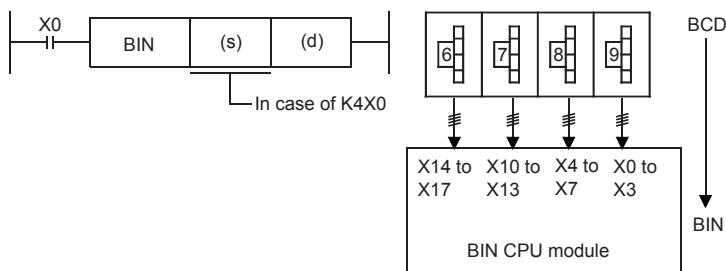 X0
BIN (s) (d)
In case of K4X0
6 7 8 9
BCD
X14 to X17
X10 to X13
X4 to X7
X0 to X3
BIN
BIN CPU module